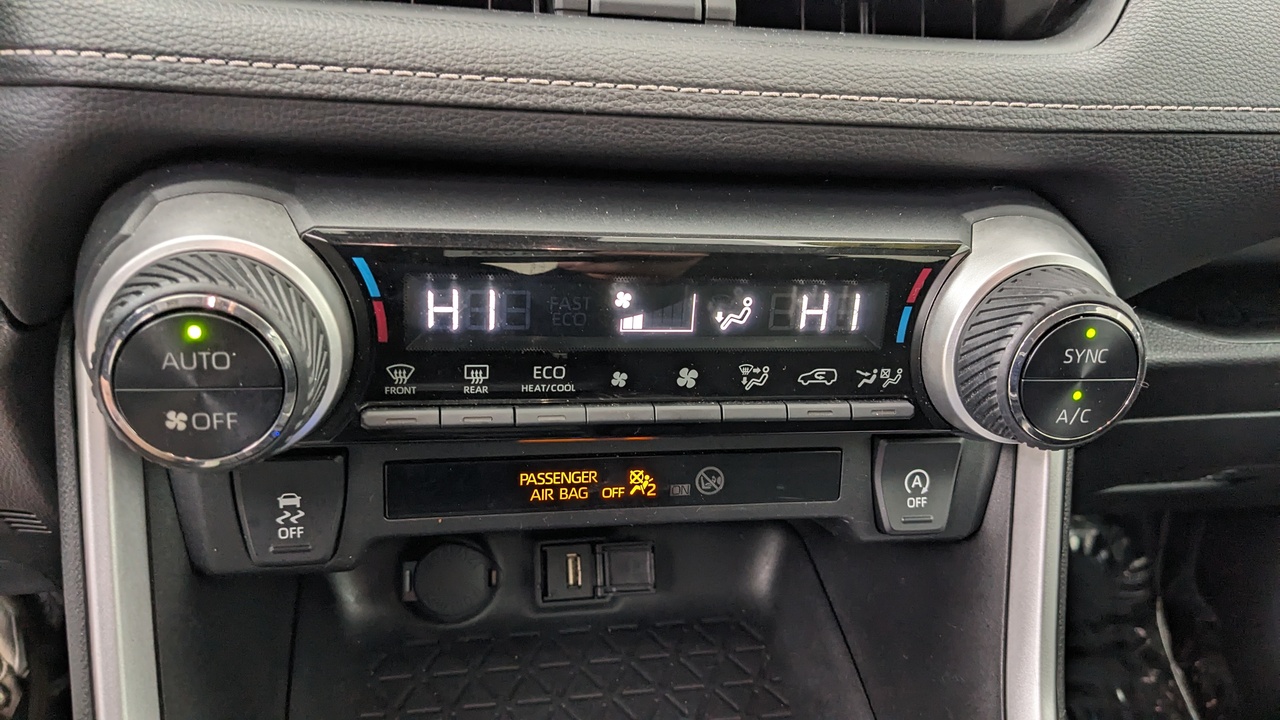 HI
FAST
ECO
HI
AUTO
OFF
FRONT
REAR
ECO
HEAT/COOL
SYNC
A/C
PASSENGER
AIR BAG OFF 2 ON
OFF
A
OFF